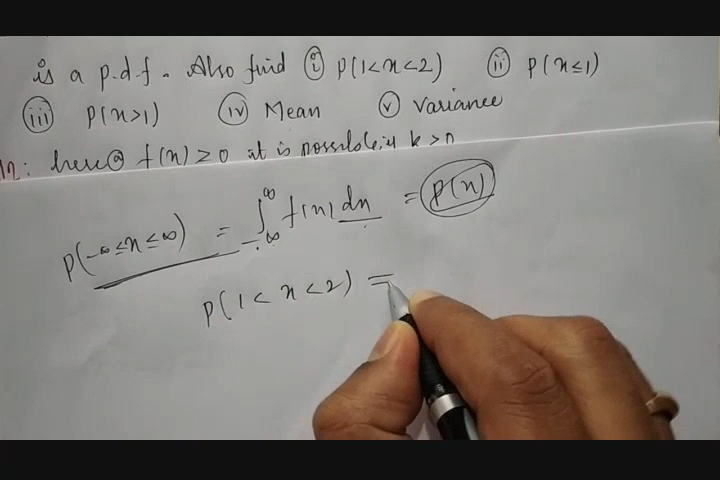 is a p.d.f. Also find (i) P(1<x<2) (ii) P(x≤1)
(iii) P(x>1) (iv) Mean (v) Variance
here f(x) ≥ 0 it is possible if k>0
P(-∞≤x≤∞) = ∫_{-∞}^{∞} f(x) dx = P(x)
P(1<x<2) =